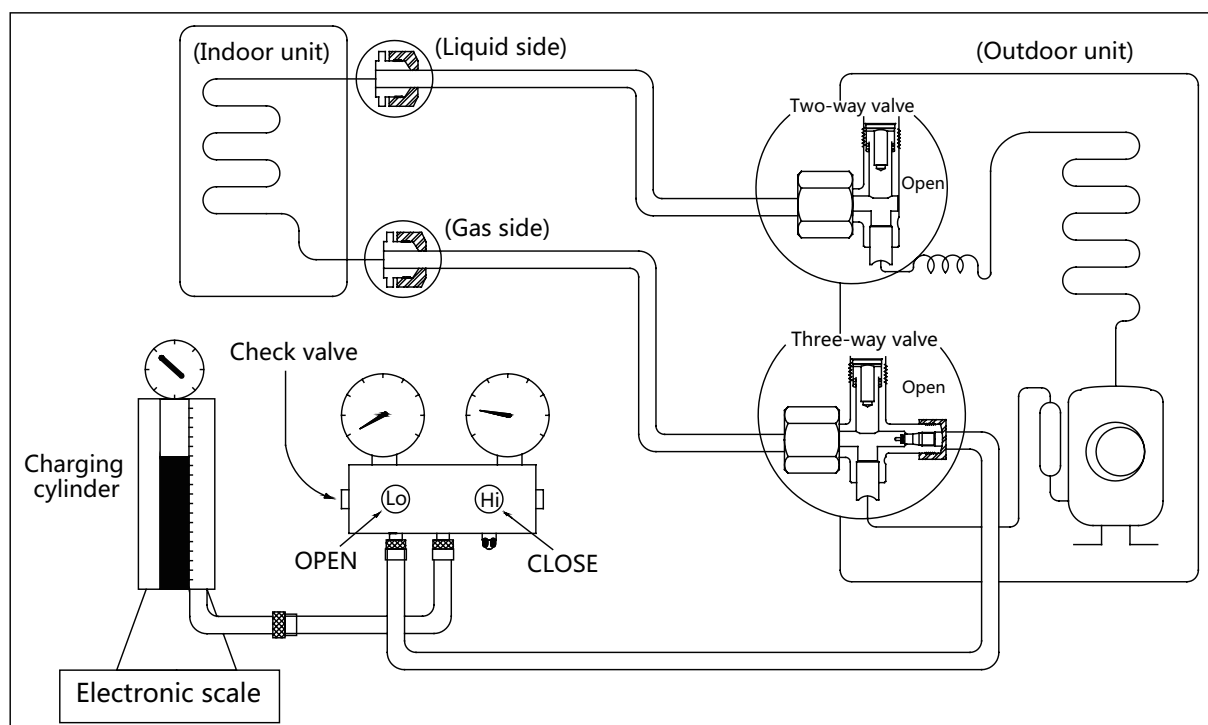 (Indoor unit)
(Liquid side)
(Outdoor unit)
Two-way valve
Open
(Gas side)
Three-way valve
Open
Check valve
Charging
cylinder
Lo
Hi
OPEN
CLOSE
Electronic scale